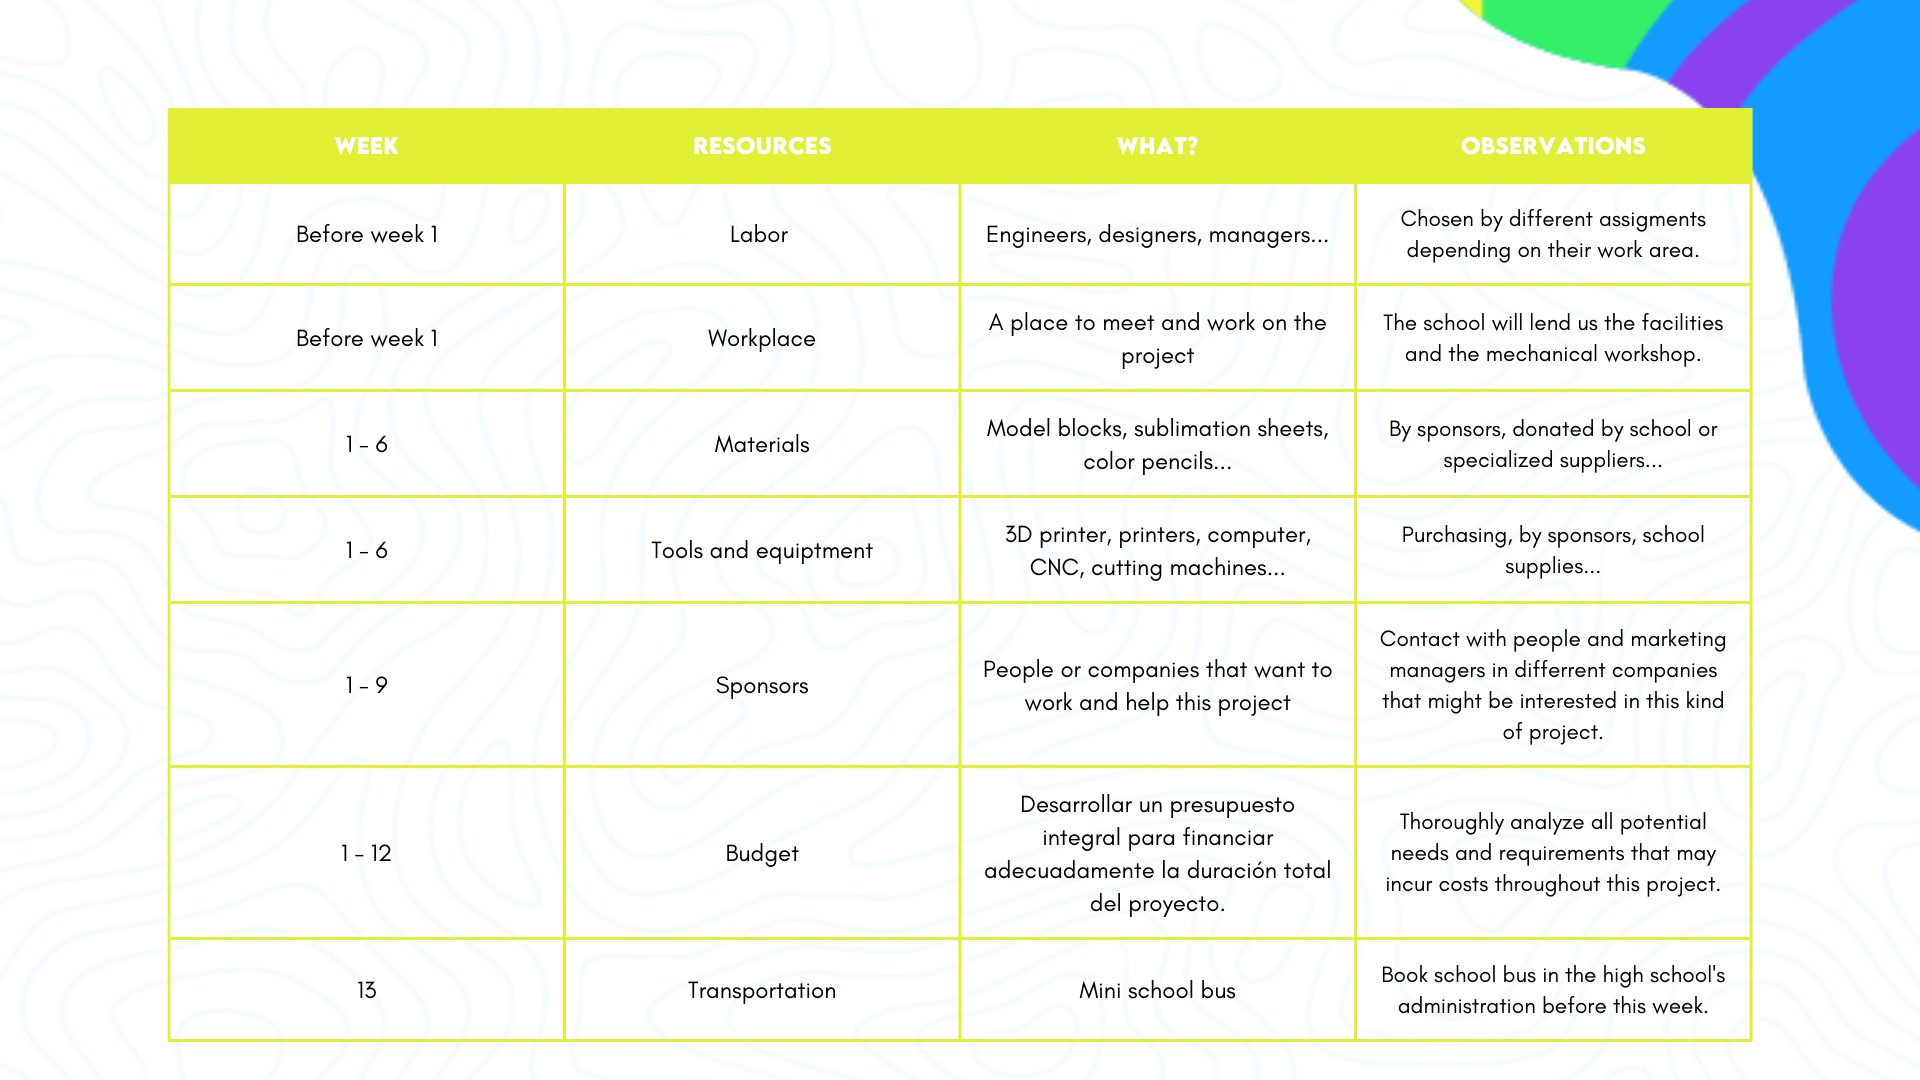 WEEK RESOURCES WHAT? OBSERVATIONS
Before week 1
Labor
Engineers, designers, managers...
Chosen by different assigments
depending on their work area.
Before week 1
Workplace
A place to meet and work on the
project
The school will lend us the facilities
and the mechanical workshop.
1 - 6
Materials
Model blocks, sublimation sheets,
color pencils...
By sponsors, donated by school or
specialized suppliers...
1 - 6
Tools and equiptment
3D printer, printers, computer,
CNC, cutting machines...
Purchasing, by sponsors, school
supplies...
1 - 9
Sponsors
People or companies that want to
work and help this project
Contact with people and marketing
managers in differrent companies
that might be interested in this kind
of project.
1 - 12
Budget
Desarrollar un presupuesto
integral para financiar
adecuadamente la duración total
del proyecto.
Thoroughly analyze all potential
needs and requirements that may
incur costs throughout this project.
13
Transportation
Mini school bus
Book school bus in the high school's
administration before this week.